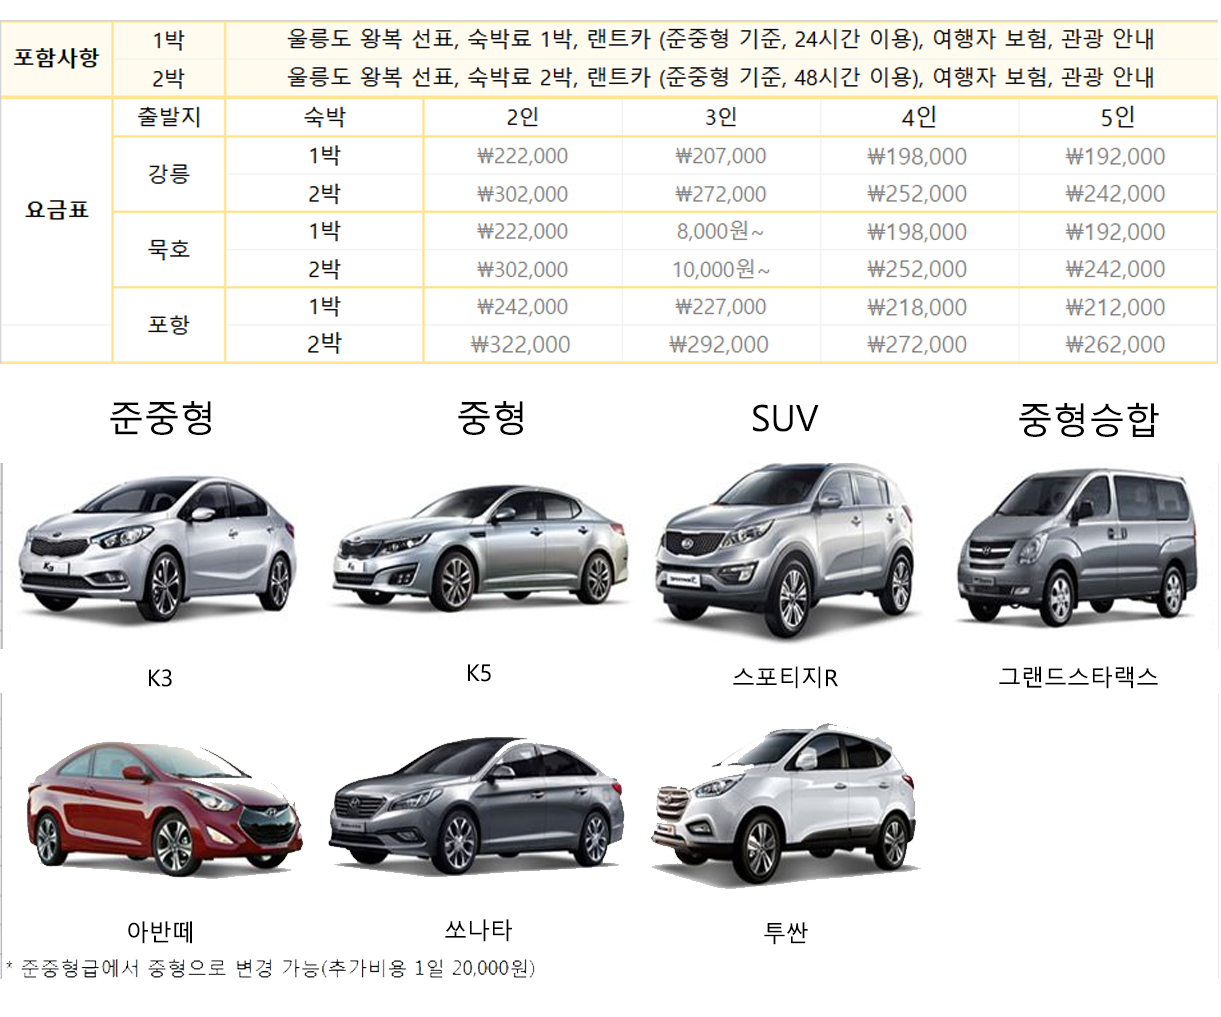 포함사항
1박 울릉도 왕복 선표, 숙박료 1박, 랜트카 (준중형 기준, 24시간 이용), 여행자 보험, 관광 안내
2박 울릉도 왕복 선표, 숙박료 2박, 랜트카 (준중형 기준, 48시간 이용), 여행자 보험, 관광 안내
요금표
출발지 숙박 2인 3인 4인 5인
강릉
1박 ₩222,000 ₩207,000 ₩198,000 ₩192,000
2박 ₩302,000 ₩272,000 ₩252,000 ₩242,000
묵호
1박 ₩222,000 8,000원~ ₩198,000 ₩192,000
2박 ₩302,000 10,000원~ ₩252,000 ₩242,000
포항
1박 ₩242,000 ₩227,000 ₩218,000 ₩212,000
2박 ₩322,000 ₩292,000 ₩272,000 ₩262,000
준중형 중형 SUV 중형승합
K3 K5 스포티지R 그랜드스타랙스
아반떼 쏘나타 투싼
* 준중형급에서 중형으로 변경 가능(추가비용 1일 20,000원)